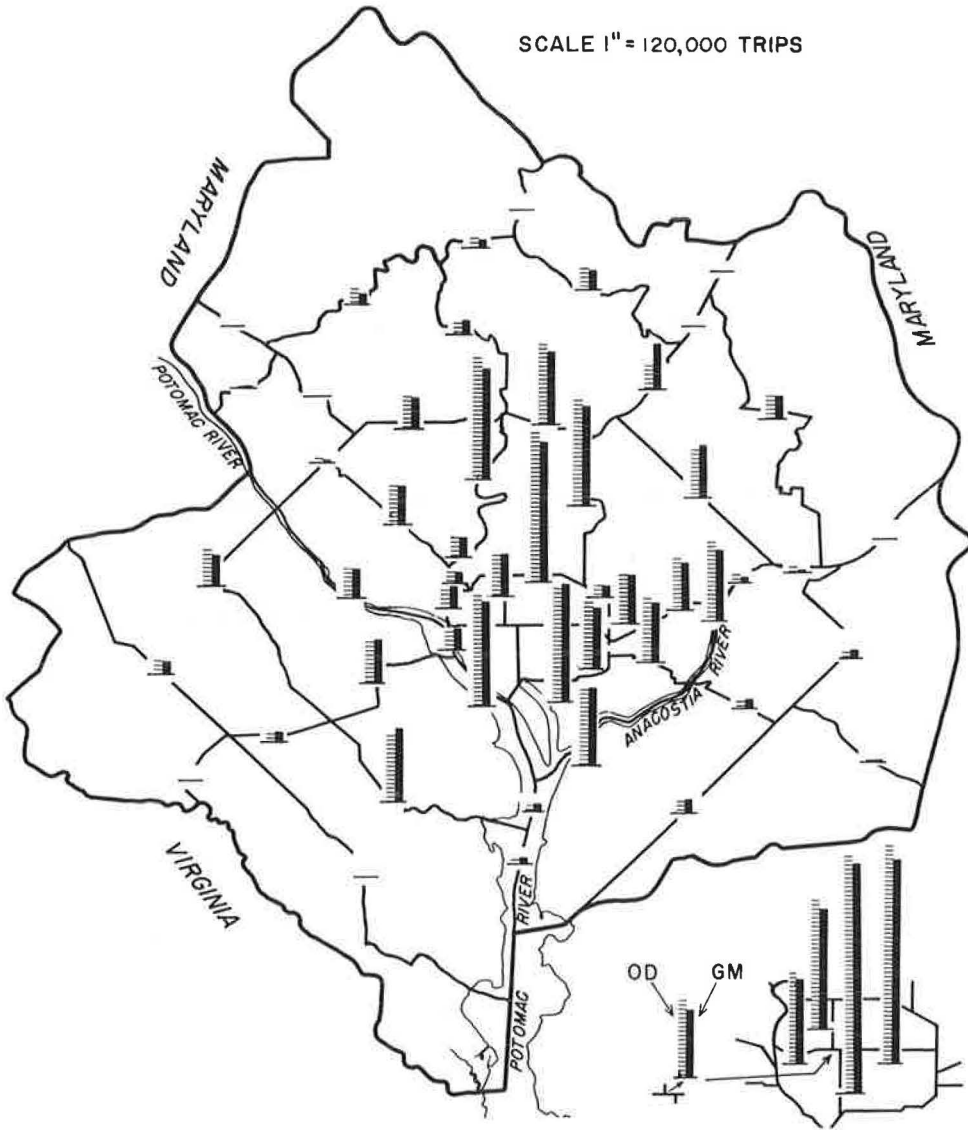 SCALE 1" = 120,000 TRIPS
MARYLAND
MARYLAND
POTOMAC RIVER
ANACOSTIA RIVER
VIRGINIA
RIVER
POTOMAC
OD
GM